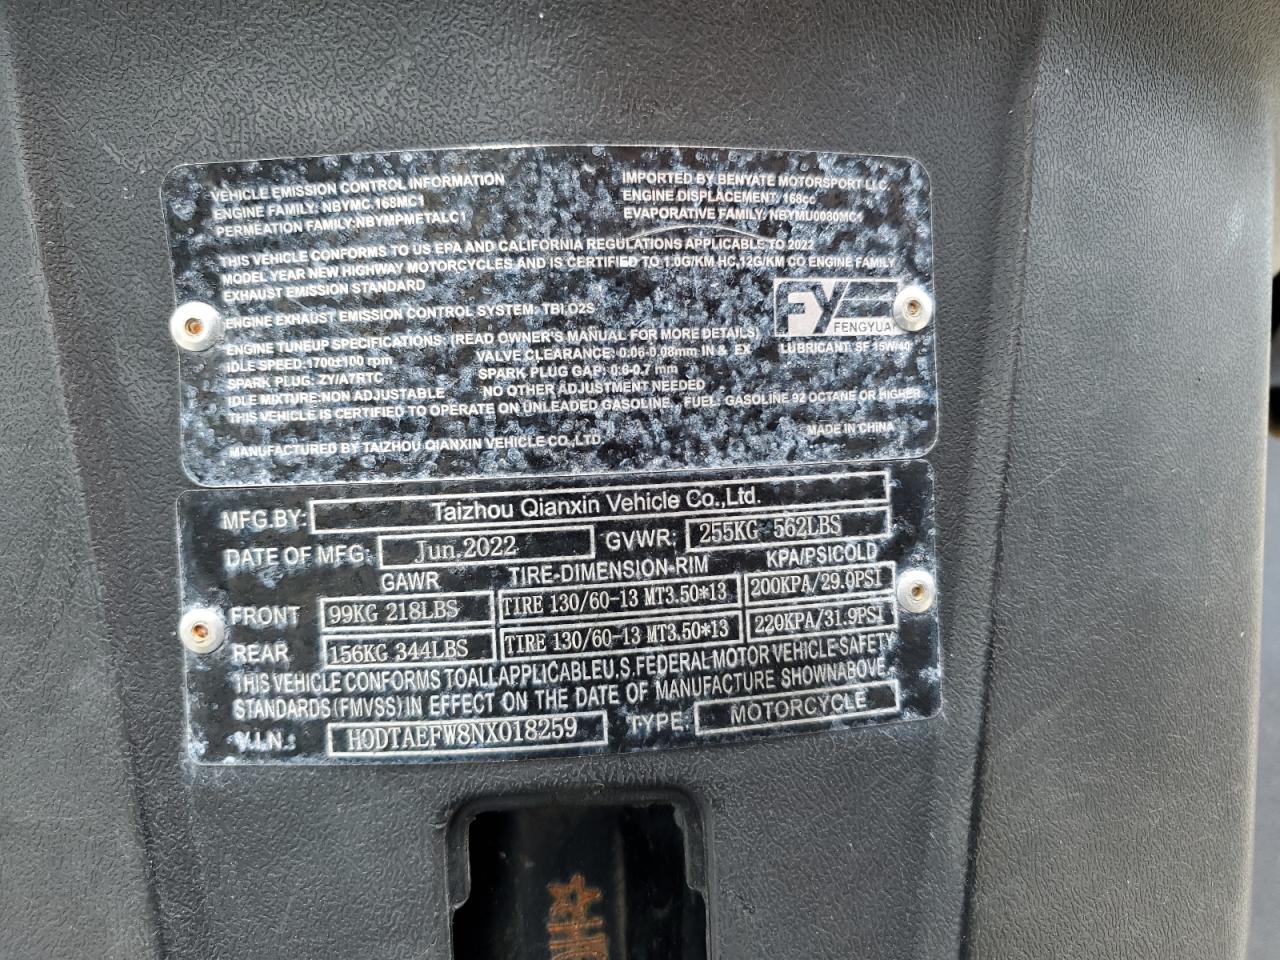 VEHICLE EMISSION CONTROL INFORMATION
ENGINE FAMILY: NBYMC.168MC1
PERMEATION FAMILY:NBYMPMETALC1
IMPORTED BY BENYATE MOTORSPORT LLC.
ENGINE DISPLACEMENT: 168cc
EVAPORATIVE FAMILY: NBYMU0080MC1
THIS VEHICLE CONFORMS TO US EPA AND CALIFORNIA REGULATIONS APPLICABLE TO 2022
MODEL YEAR NEW HIGHWAY MOTORCYCLES AND IS CERTIFIED TO 1.0G/KM HC,12G/KM CO ENGINE FAMILY
EXHAUST EMISSION STANDARD
ENGINE EXHAUST EMISSION CONTROL SYSTEM: TBI,O2S
FY
ENGINE TUNEUP SPECIFICATIONS: (READ OWNER'S MANUAL FOR MORE DETAILS)
IDLE SPEED:1700±100 rpm VALVE CLEARANCE: 0.06-0.08mm IN & EX LUBRICANT: SF 15W/40
SPARK PLUG: ZY/A7RTC SPARK PLUG GAP: 0.6-0.7 mm
IDLE MIXTURE:NON ADJUSTABLE NO OTHER ADJUSTMENT NEEDED
THIS VEHICLE IS CERTIFIED TO OPERATE ON UNLEADED GASOLINE. FUEL: GASOLINE 92 OCTANE OR HIGHER
MANUFACTURED BY TAIZHOU QIANXIN VEHICLE CO.,LTD. MADE IN CHINA
MFG.BY: Taizhou Qianxin Vehicle Co.,Ltd.
DATE OF MFG: Jun.2022 GVWR: 255KG 562LBS
GAWR TIRE-DIMENSION-RIM KPA/PSICOLD
FRONT 99KG 218LBS TIRE 130/60-13 MT3.50*13 200KPA/29.0PSI
REAR 156KG 344LBS TIRE 130/60-13 MT3.50*13 220KPA/31.9PSI
THIS VEHICLE CONFORMS TOALLAPPLICABLEU.S.FEDERAL MOTOR VEHICLE SAFETY
STANDARDS (FMVSS)IN EFFECT ON THE DATE OF MANUFACTURE SHOWNABOVE
V.I.N.: H0DTAEFW8NX018259 TYPE: MOTORCYCLE